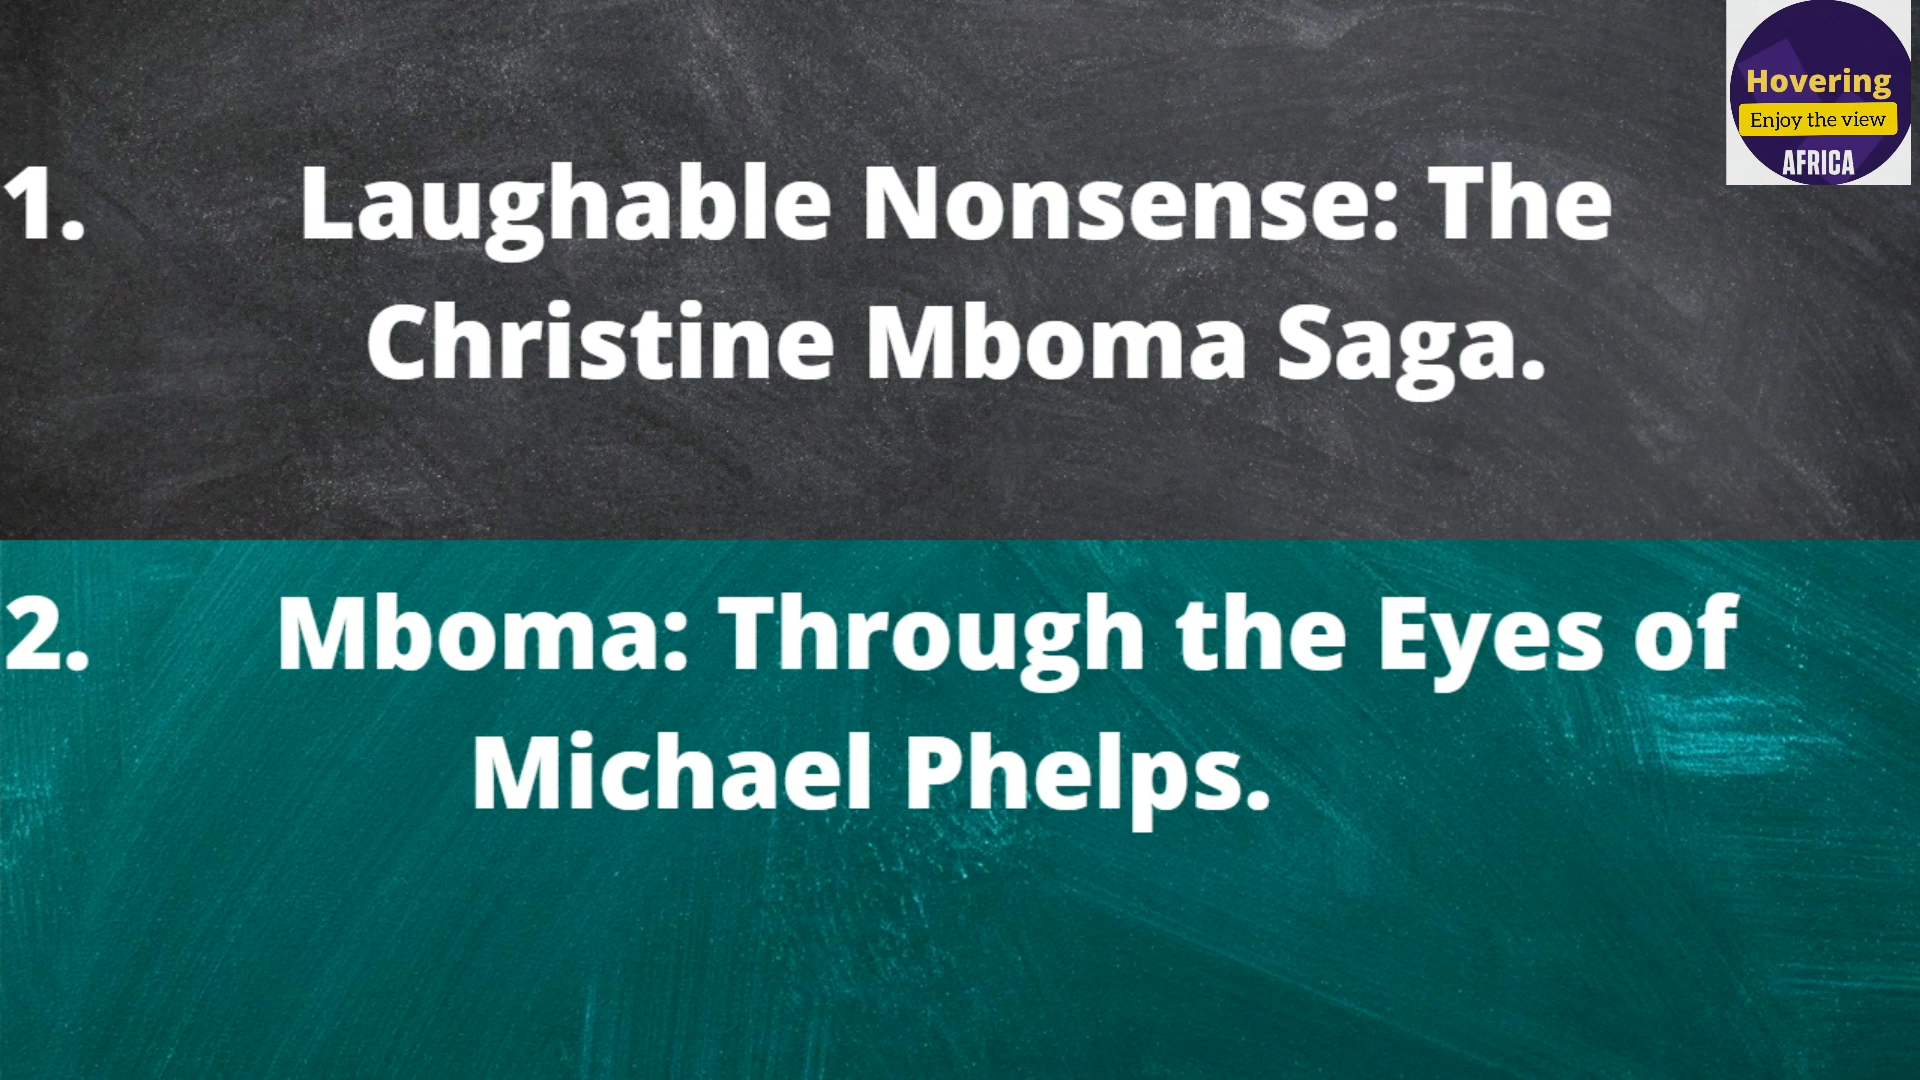 Hovering
Enjoy the view
AFRICA
1. Laughable Nonsense: The
Christine Mboma Saga.
2. Mboma: Through the Eyes of
Michael Phelps.